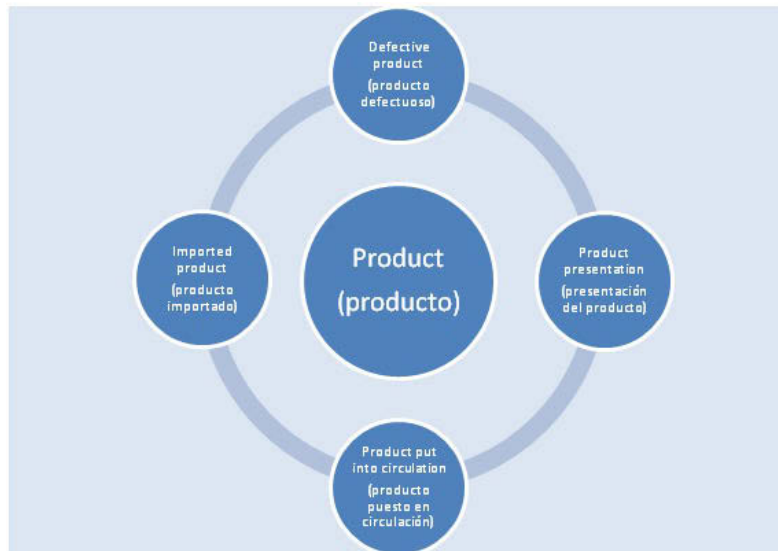 Defective
product
(producto
defectuoso)
Imported
product
(producto
importado)
Product
(producto)
Product
presentation
(presentación
del producto)
Product put
into circulation
(producto
puesto en
circulación)